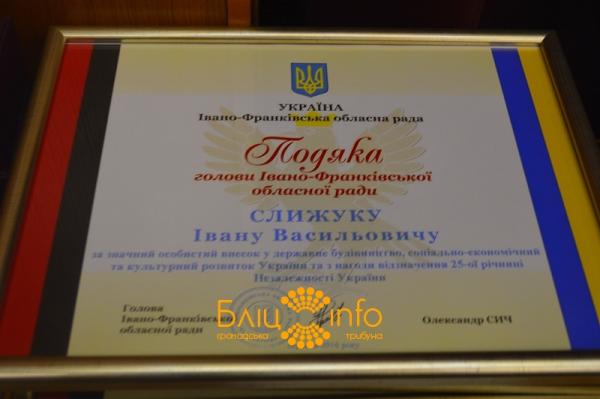 УКРАЇНА
Івано-Франківська обласна рада
Подяка
голови Івано-Франківської
обласної ради
СЛИЖУКУ
Івану Васильовичу
за значний особистий внесок у державне будівництво, соціально-економічний
та культурний розвиток України та з нагоди відзначення 25-ої річниці
Незалежності України
Голова
Івано-Франківської
обласної ради
Олександр СИЧ
Бліц info
громадська трибуна
року